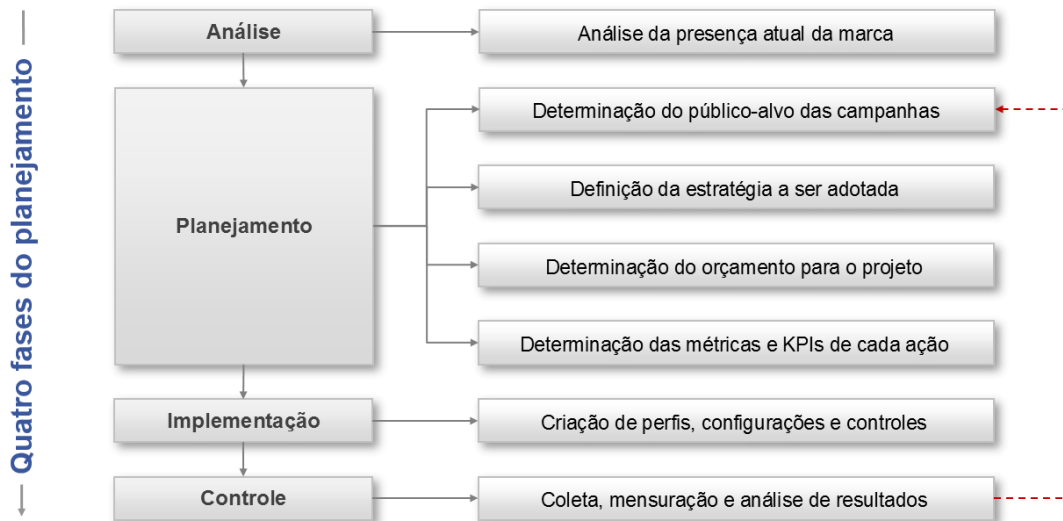 Quatro fases do planejamento
Análise
Análise da presença atual da marca
Planejamento
Determinação do público-alvo das campanhas
Definição da estratégia a ser adotada
Determinação do orçamento para o projeto
Determinação das métricas e KPIs de cada ação
Implementação
Criação de perfis, configurações e controles
Controle
Coleta, mensuração e análise de resultados